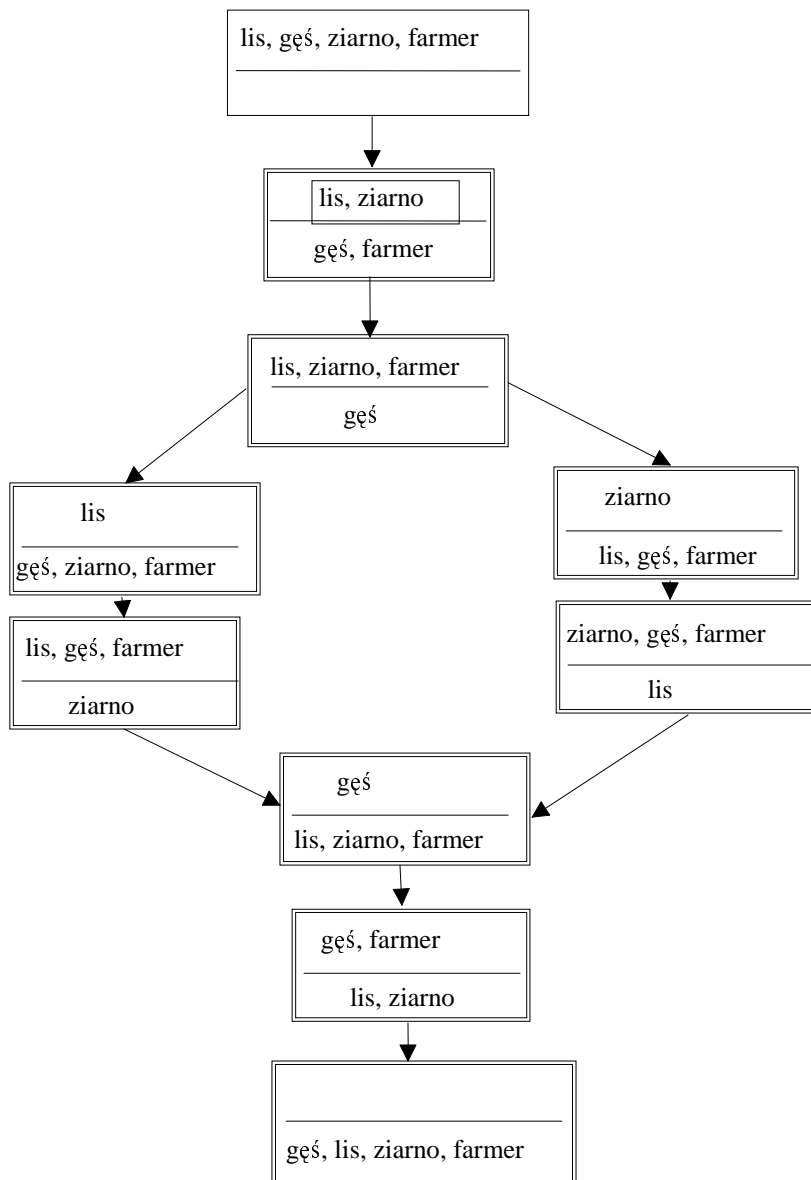 lis, gęś, ziarno, farmer
lis, ziarno
gęś, farmer
lis, ziarno, farmer
gęś
lis
gęś, ziarno, farmer
ziarno
lis, gęś, farmer
lis, gęś, farmer
ziarno
ziarno, gęś, farmer
lis
gęś
lis, ziarno, farmer
gęś, farmer
lis, ziarno
gęś, lis, ziarno, farmer